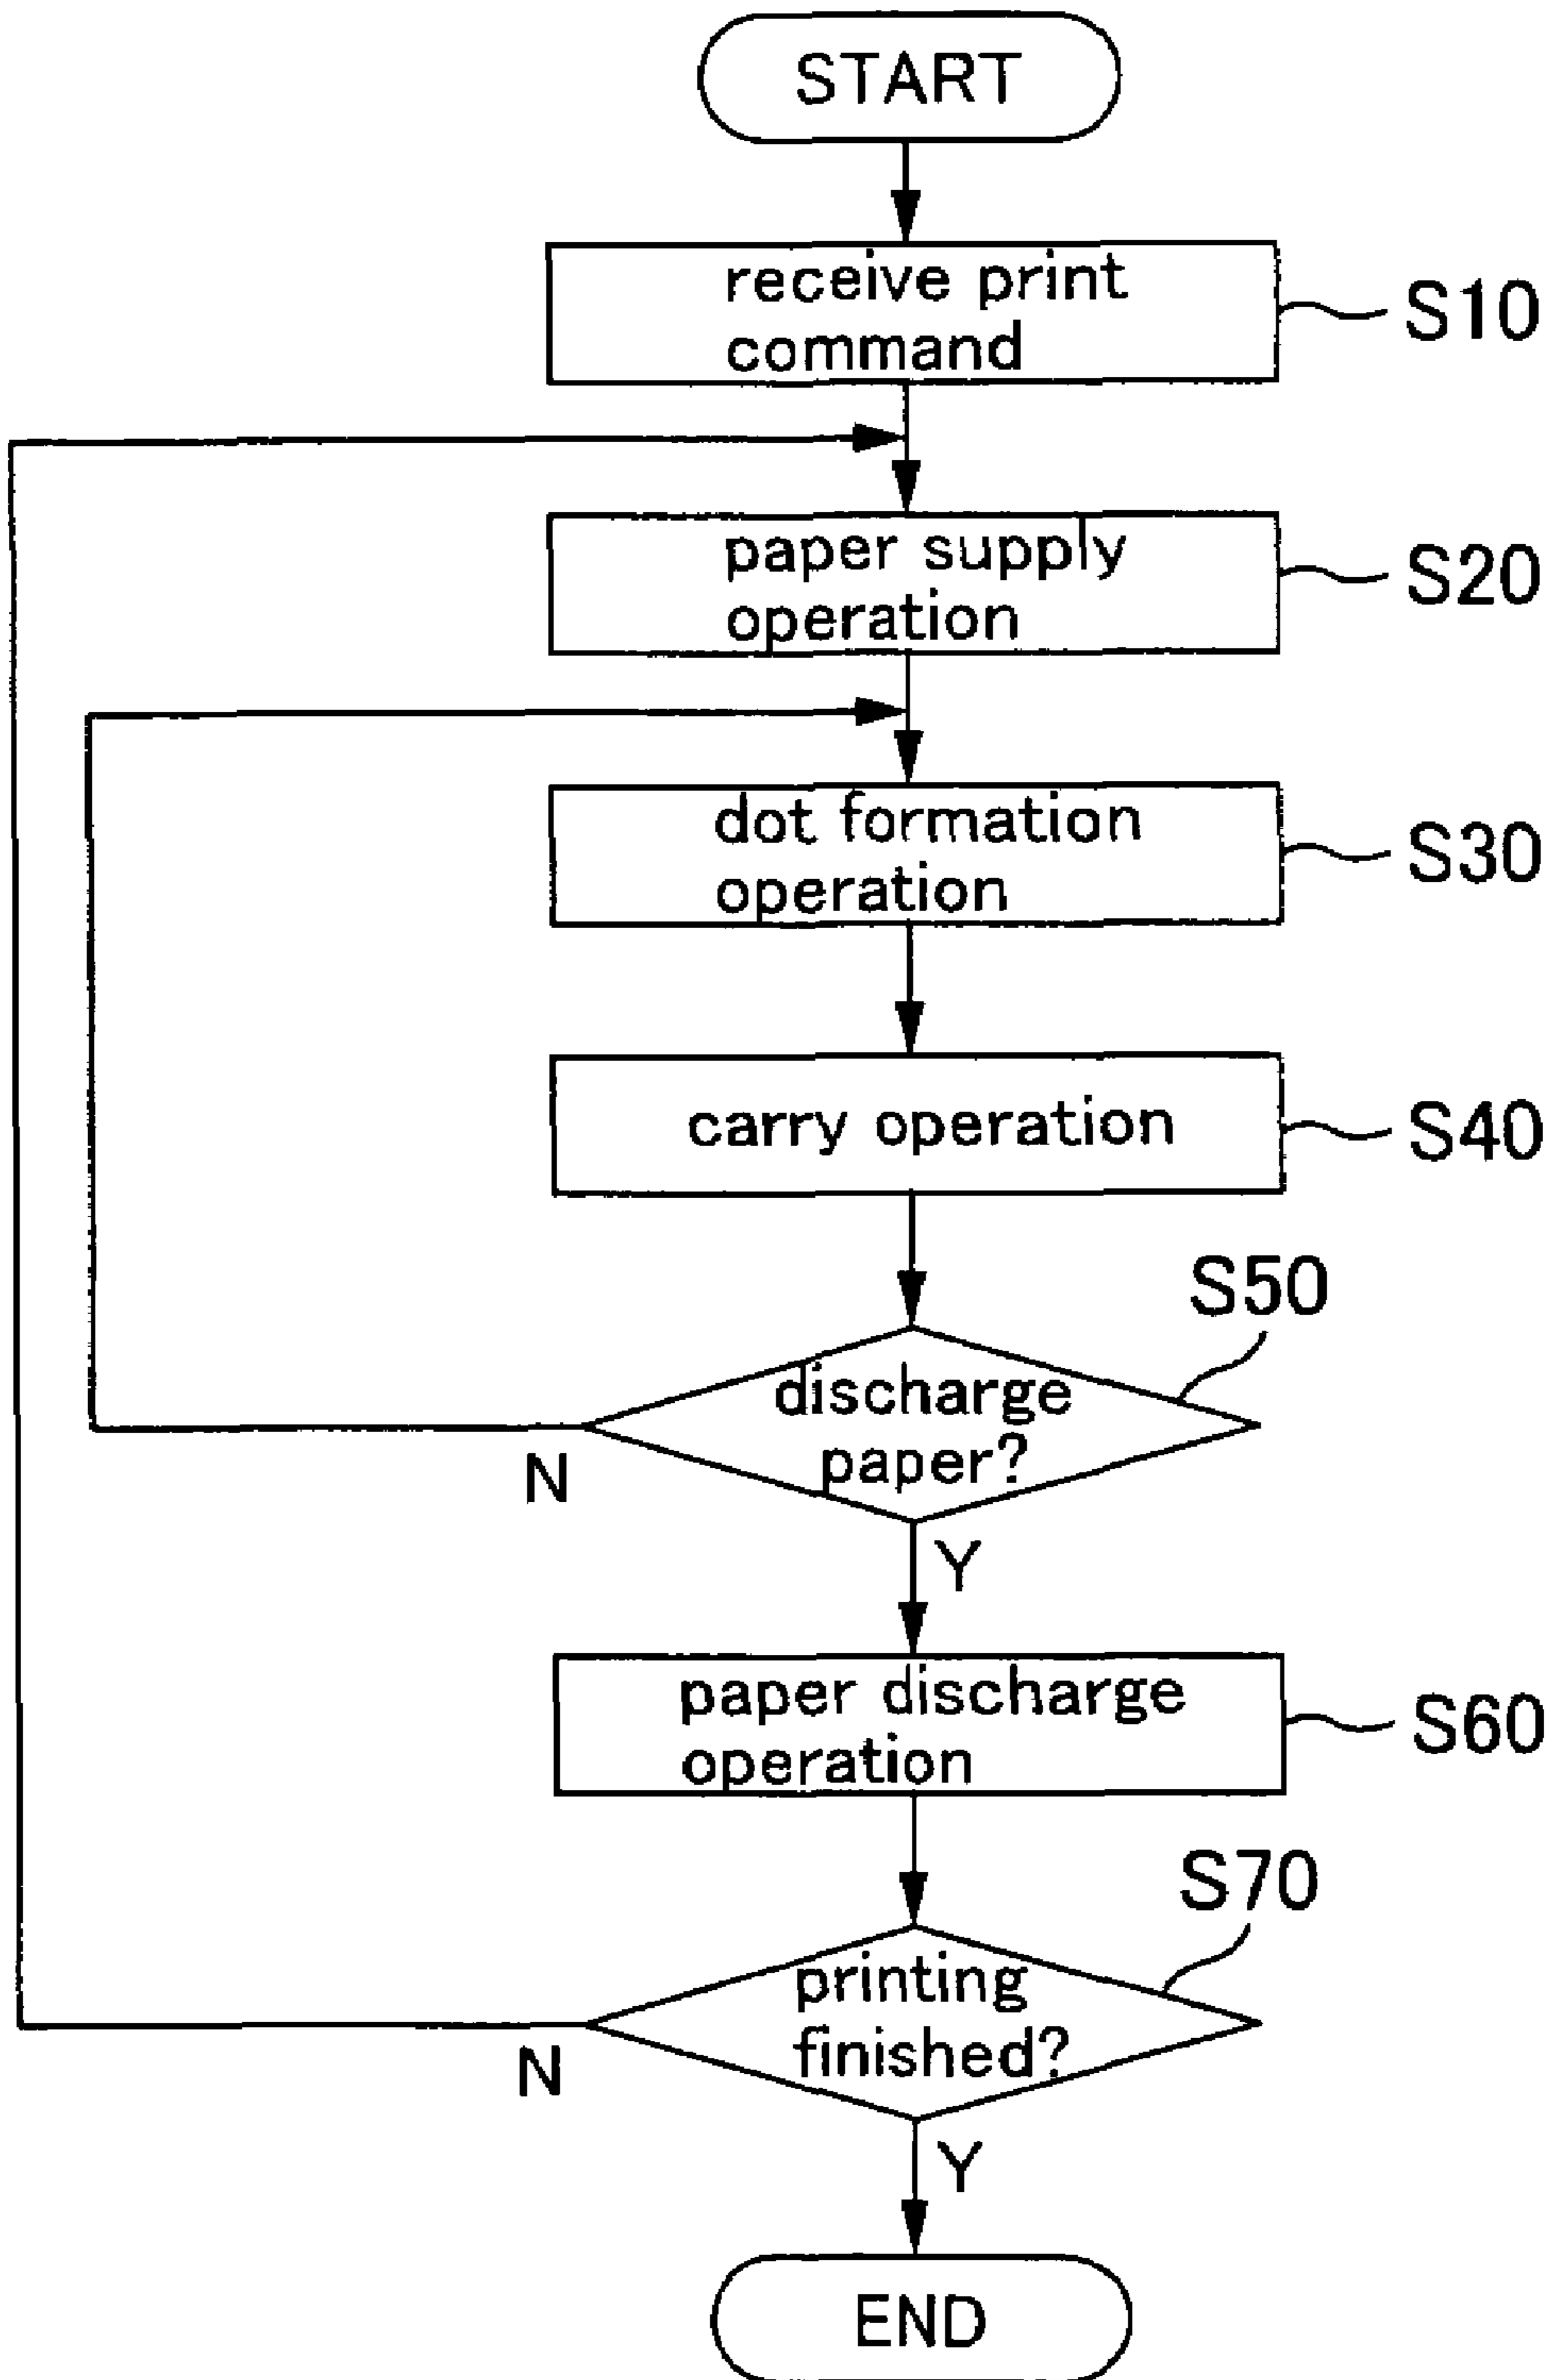 START
receive print
command
S10
paper supply
operation
S20
dot formation
operation
S30
carry operation
S40
S50
discharge
paper?
N
Y
paper discharge
operation
S60
S70
printing
finished?
N
Y
END